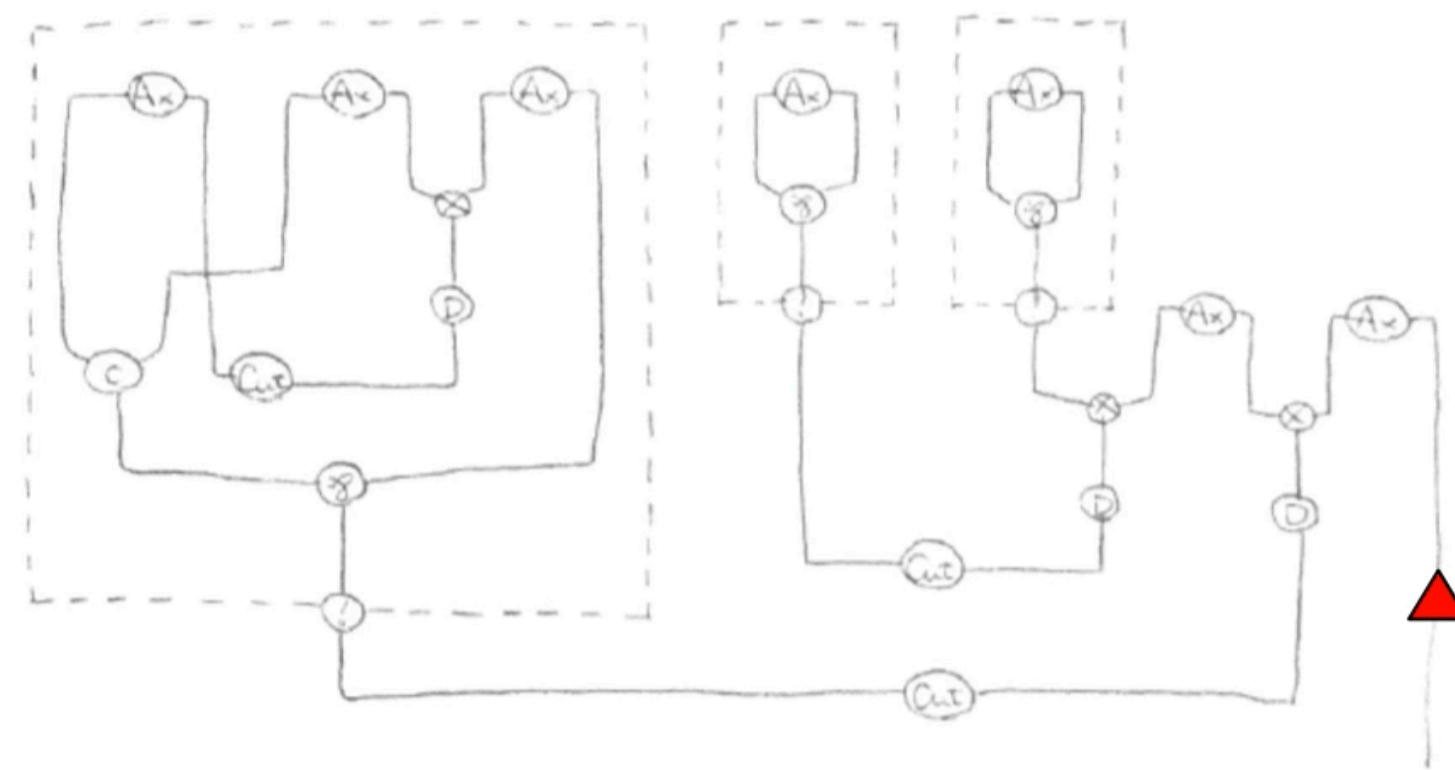 Ax Ax Ax Ax Ax
⊗ ⅋ ⅋
D ! ! Ax Ax
C Cut ⊗ ⊗
⅋ D D
Cut
!
Cut